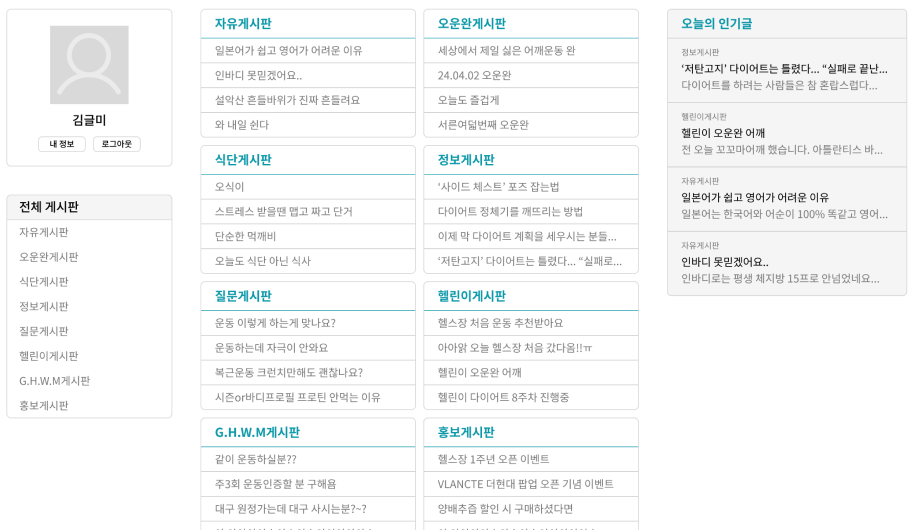 김글미
내 정보
로그아웃
전체 게시판
자유게시판
오운완게시판
식단게시판
정보게시판
질문게시판
헬린이게시판
G.H.W.M게시판
홍보게시판
자유게시판
일본어가 쉽고 영어가 어려운 이유
인바디 못믿겠어요..
설악산 흔들바위가 진짜 흔들려요
와 내일 쉰다
오운완게시판
세상에서 제일 싫은 어깨운동 완
24.04.02 오운완
오늘도 즐겁게
서른여덟번째 오운완
식단게시판
오식이
스트레스 받을땐 맵고 짜고 단거
단순한 먹깨비
오늘도 식단 아닌 식사
정보게시판
‘사이드 체스트’ 포즈 잡는법
다이어트 정체기를 깨뜨리는 방법
이제 막 다이어트 계획을 세우시는 분들...
‘저탄고지’ 다이어트는 틀렸다... “실패로...
질문게시판
운동 이렇게 하는게 맞나요?
운동하는데 자극이 안와요
복근운동 크런치만해도 괜찮나요?
시즌or바디프로필 프로틴 안먹는 이유
헬린이게시판
헬스장 처음 운동 추천받아요
아아앍 오늘 헬스장 처음 갔다옴!!ㅠ
헬린이 오운완 어깨
헬린이 다이어트 8주차 진행중
G.H.W.M게시판
같이 운동하실분??
주3회 운동인증할 분 구해욤
대구 원정가는데 대구 사시는분?~?
홍보게시판
헬스장 1주년 오픈 이벤트
VLANCTE 더현대 팝업 오픈 기념 이벤트
양배추즙 할인 시 구매하셨다면
오늘의 인기글
정보게시판
‘저탄고지’ 다이어트는 틀렸다... “실패로 끝난...
다이어트를 하려는 사람들은 참 혼랍스럽다...
헬린이게시판
헬린이 오운완 어깨
전 오늘 꼬꼬마어깨 했습니다. 아틀란티스 바...
자유게시판
일본어가 쉽고 영어가 어려운 이유
일본어는 한국어와 어순이 100% 똑같고 영어...
자유게시판
인바디 못믿겠어요..
인바디로는 평생 체지방 15프로 안넘었네요...